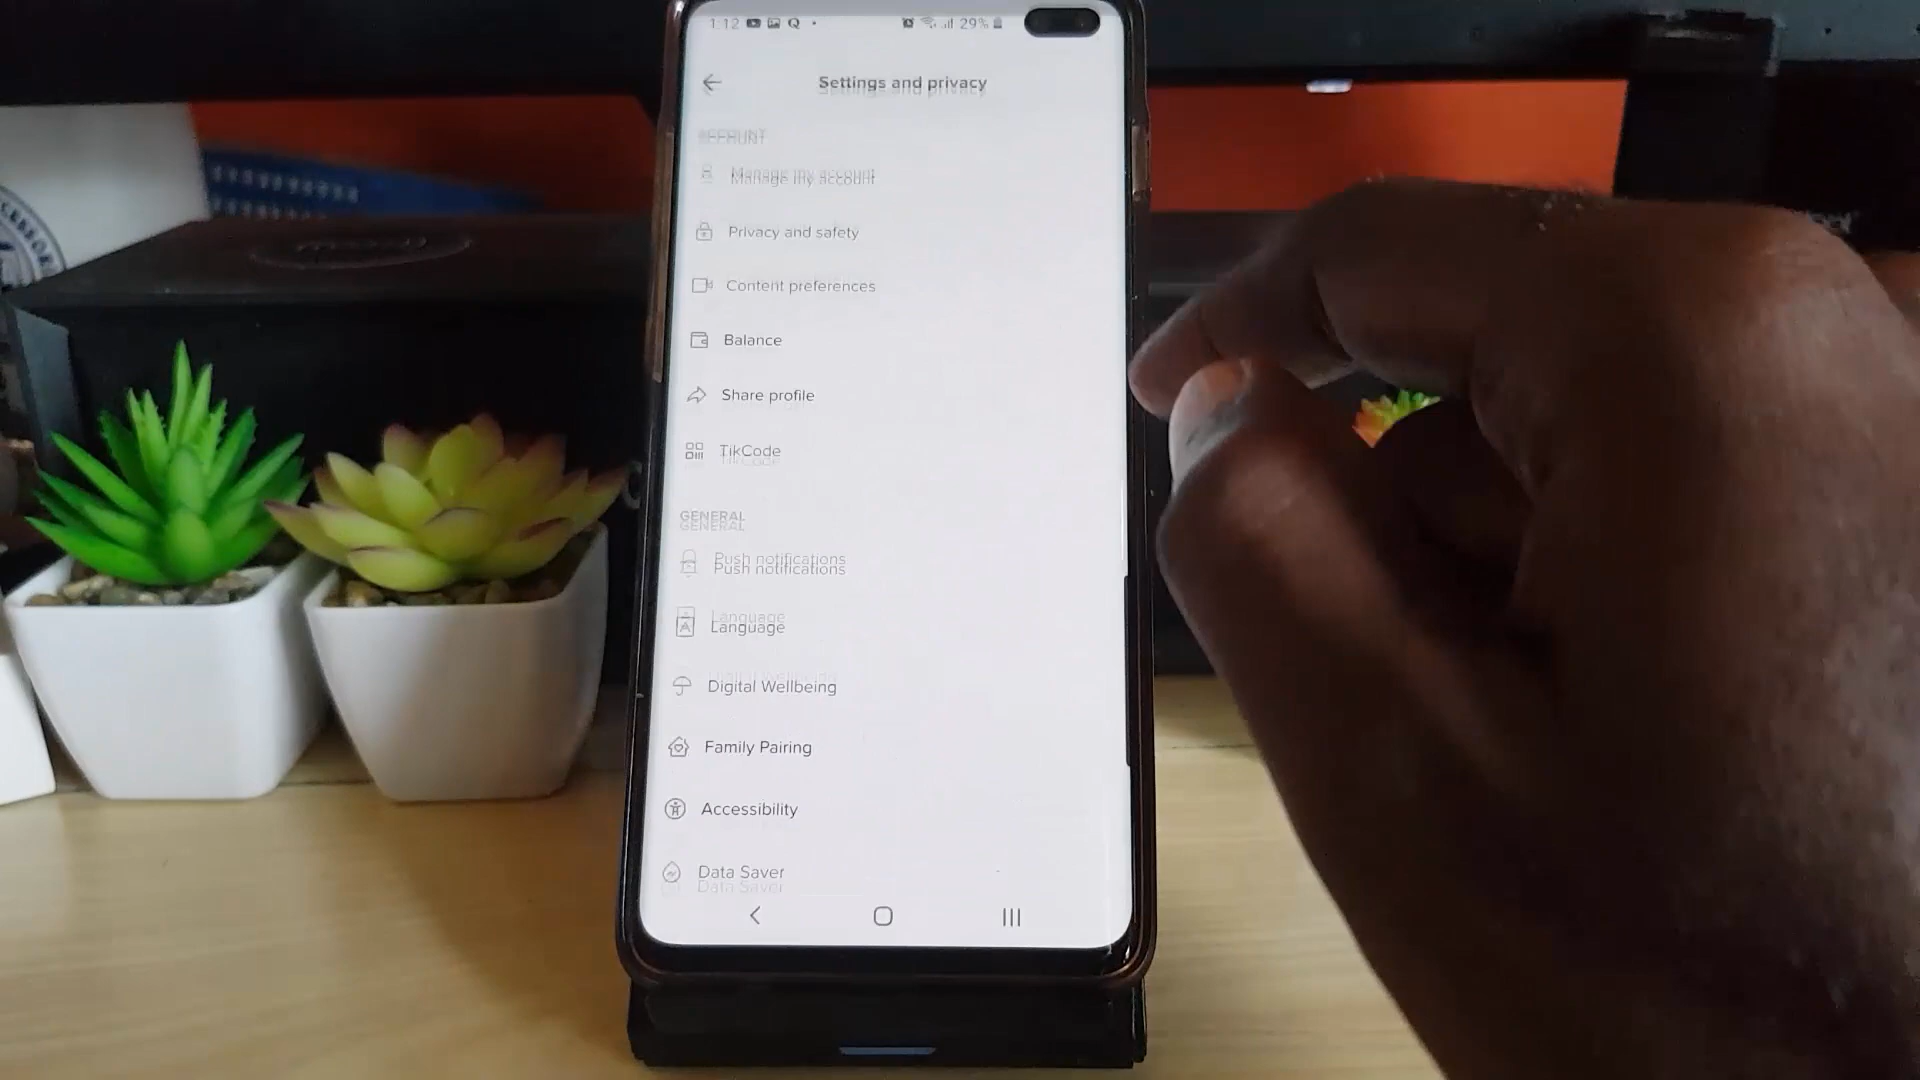 1:12
29%
Settings and privacy
ACCOUNT
Manage my account
Privacy and safety
Content preferences
Balance
Share profile
TikCode
GENERAL
Push notifications
Language
Digital Wellbeing
Family Pairing
Accessibility
Data Saver